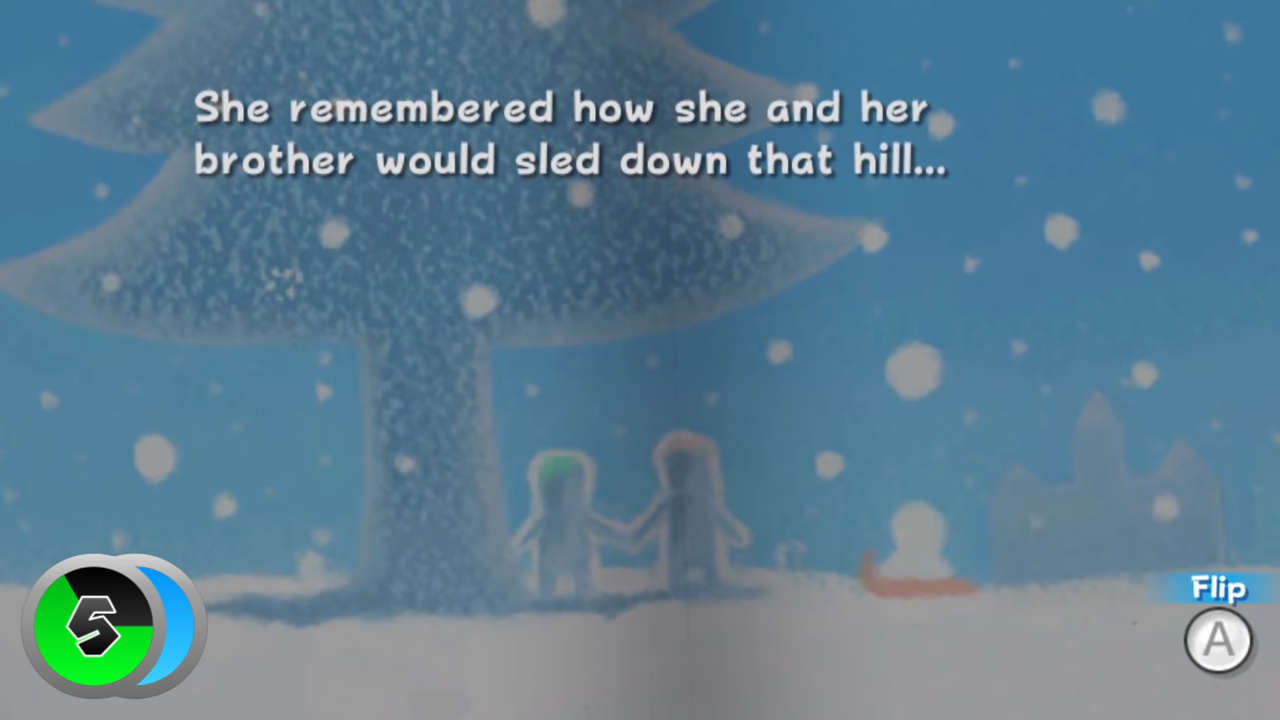 She remembered how she and her
brother would sled down that hill...
5
Flip
A